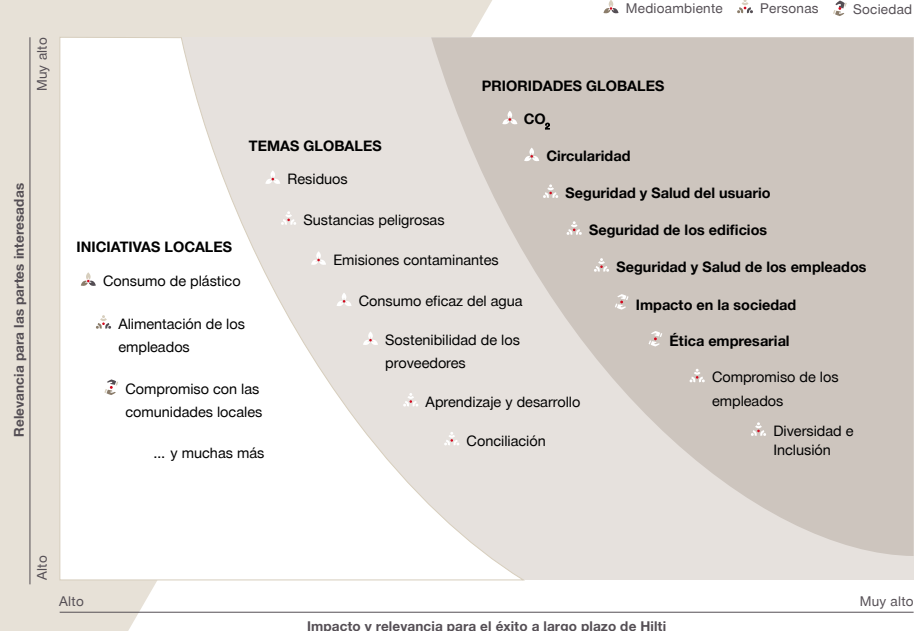 Medioambiente Personas Sociedad
Muy alto
Relevancia para las partes interesadas
Alto
INICIATIVAS LOCALES
Consumo de plástico
Alimentación de los
empleados
Compromiso con las
comunidades locales
... y muchas más
TEMAS GLOBALES
Residuos
Sustancias peligrosas
Emisiones contaminantes
Consumo eficaz del agua
Sostenibilidad de los
proveedores
Aprendizaje y desarrollo
Conciliación
PRIORIDADES GLOBALES
CO₂
Circularidad
Seguridad y Salud del usuario
Seguridad de los edificios
Seguridad y Salud de los empleados
Impacto en la sociedad
Ética empresarial
Compromiso de los
empleados
Diversidad e
Inclusión
Alto
Muy alto
Impacto y relevancia para el éxito a largo plazo de Hilti